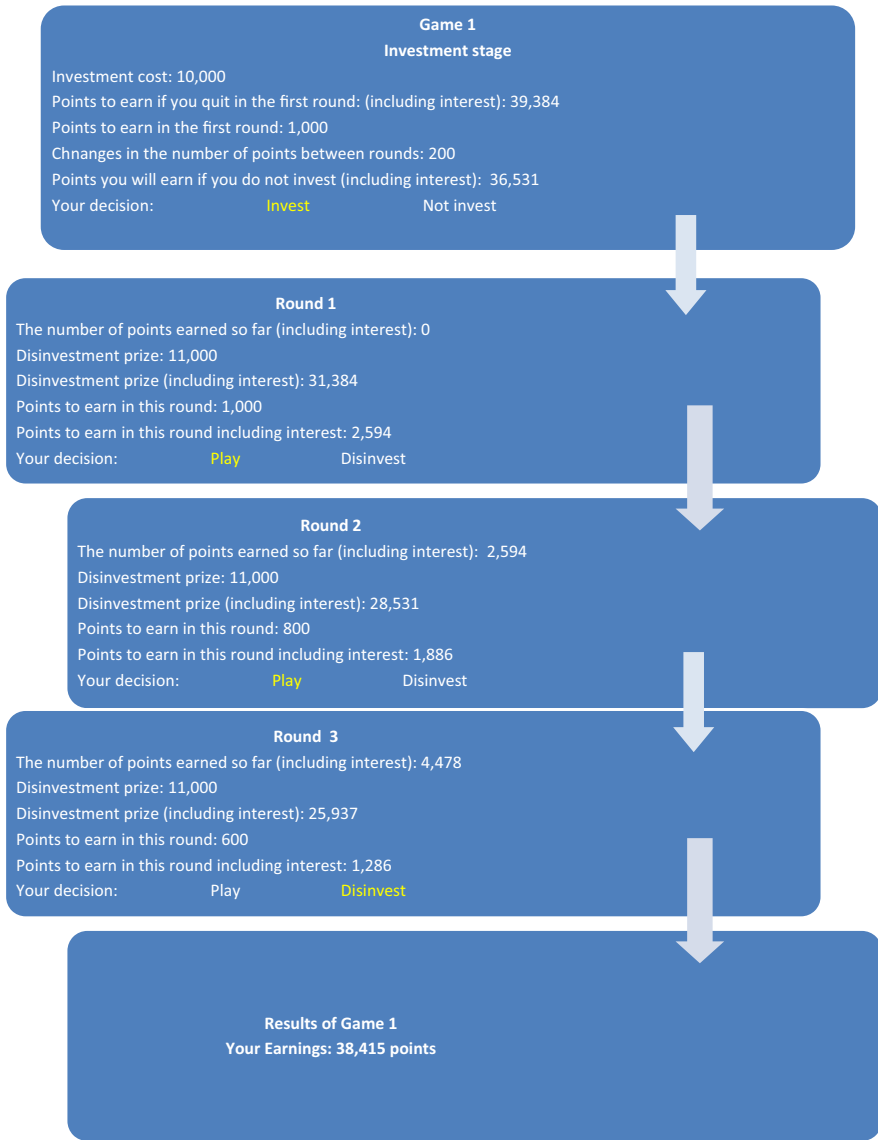 Game 1
Investment stage
Investment cost: 10,000
Points to earn if you quit in the first round: (including interest): 39,384
Points to earn in the first round: 1,000
Chnanges in the number of points between rounds: 200
Points you will earn if you do not invest (including interest): 36,531
Your decision: Invest Not invest
Round 1
The number of points earned so far (including interest): 0
Disinvestment prize: 11,000
Disinvestment prize (including interest): 31,384
Points to earn in this round: 1,000
Points to earn in this round including interest: 2,594
Your decision: Play Disinvest
Round 2
The number of points earned so far (including interest): 2,594
Disinvestment prize: 11,000
Disinvestment prize (including interest): 28,531
Points to earn in this round: 800
Points to earn in this round including interest: 1,886
Your decision: Play Disinvest
Round 3
The number of points earned so far (including interest): 4,478
Disinvestment prize: 11,000
Disinvestment prize (including interest): 25,937
Points to earn in this round: 600
Points to earn in this round including interest: 1,286
Your decision: Play Disinvest
Results of Game 1
Your Earnings: 38,415 points